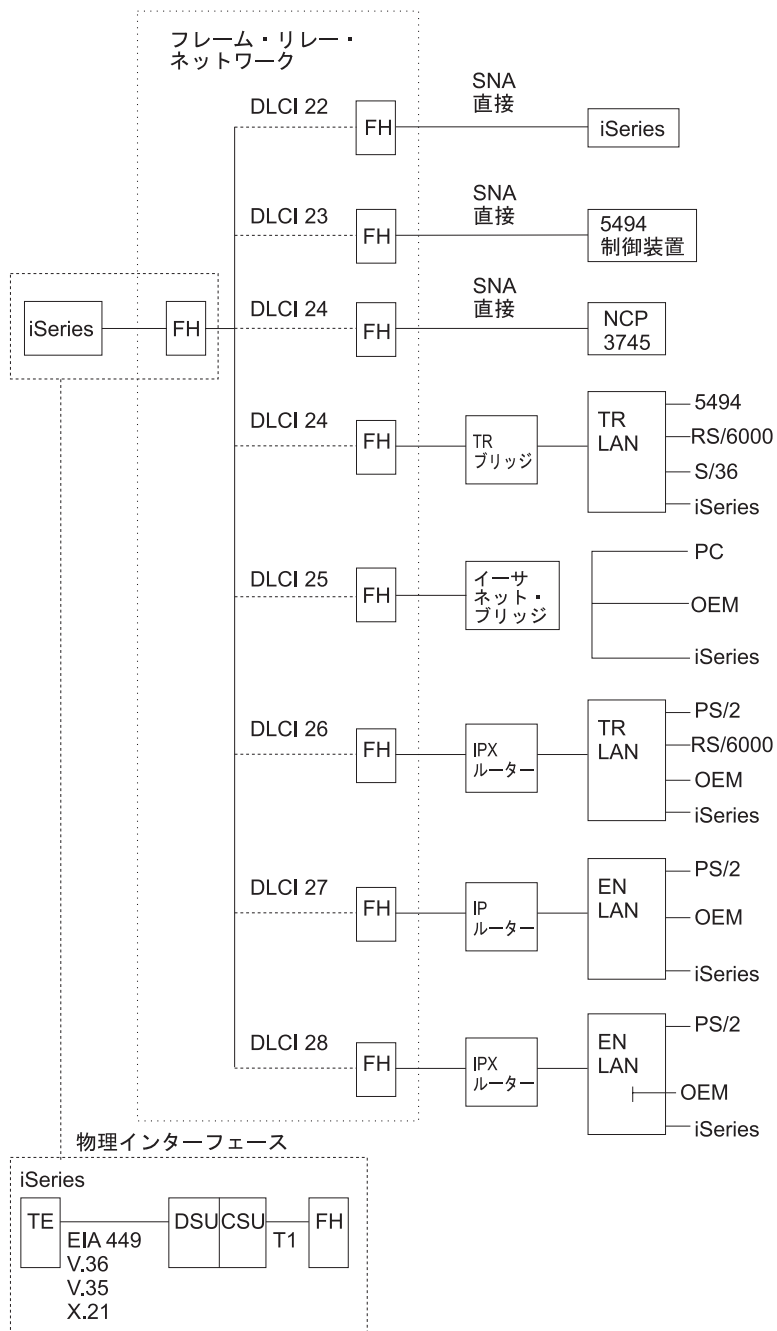 フレーム・リレー・
ネットワーク
DLCI 22
FH
SNA
直接
iSeries
DLCI 23
FH
SNA
直接
5494
制御装置
iSeries
FH
DLCI 24
FH
SNA
直接
NCP
3745
DLCI 24
FH
TR
ブリッジ
TR
LAN
5494
RS/6000
S/36
iSeries
DLCI 25
FH
イーサ
ネット・
ブリッジ
PC
OEM
iSeries
DLCI 26
FH
IPX
ルーター
TR
LAN
PS/2
RS/6000
OEM
iSeries
DLCI 27
FH
IP
ルーター
EN
LAN
PS/2
OEM
iSeries
DLCI 28
FH
IPX
ルーター
EN
LAN
PS/2
OEM
iSeries
物理インターフェース
iSeries
TE
EIA 449
V.36
V.35
X.21
DSU
CSU
T1
FH